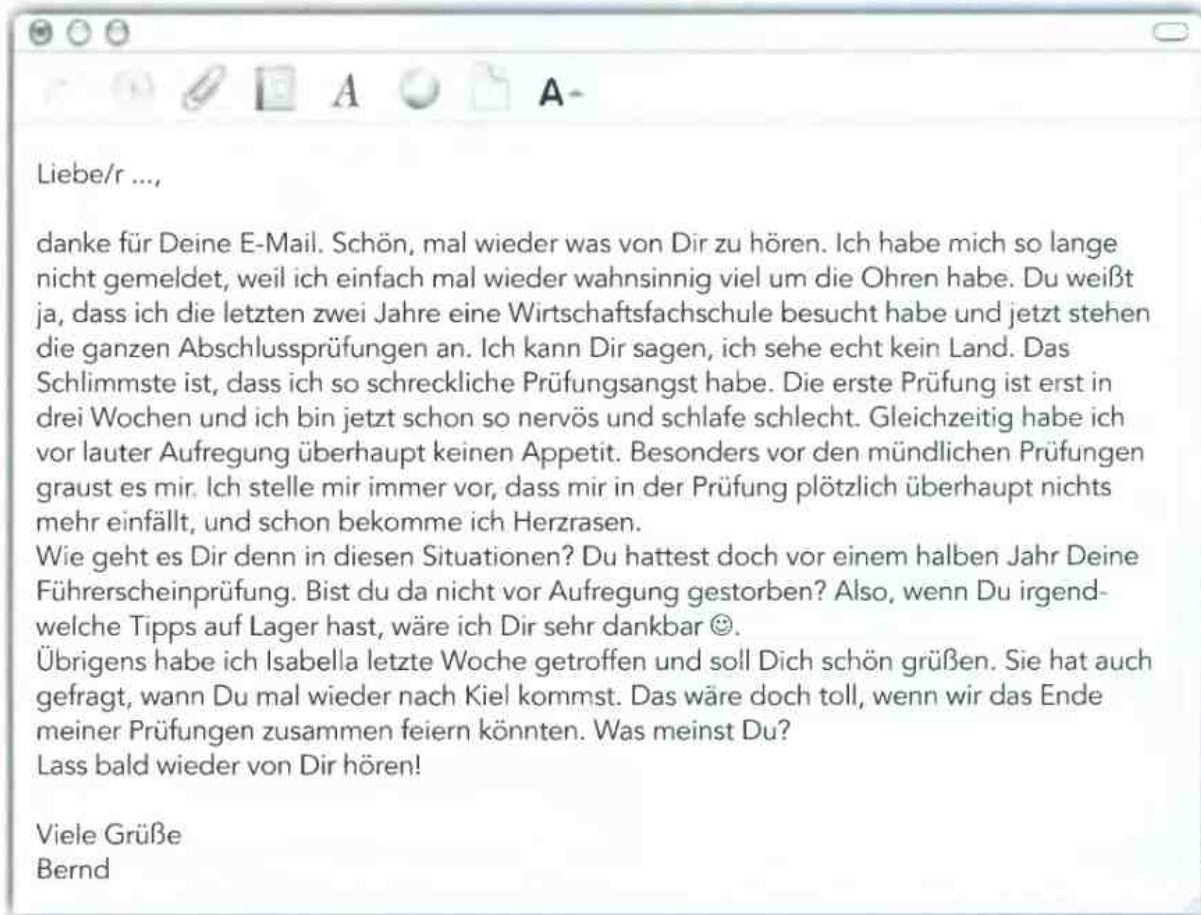 A
A
Liebe/r ...,
danke für Deine E-Mail. Schön, mal wieder was von Dir zu hören. Ich habe mich so lange
nicht gemeldet, weil ich einfach mal wieder wahnsinnig viel um die Ohren habe. Du weißt
ja, dass ich die letzten zwei Jahre eine Wirtschaftsfachschule besucht habe und jetzt stehen
die ganzen Abschlussprüfungen an. Ich kann Dir sagen, ich sehe echt kein Land. Das
Schlimmste ist, dass ich so schreckliche Prüfungsangst habe. Die erste Prüfung ist erst in
drei Wochen und ich bin jetzt schon so nervös und schlafe schlecht. Gleichzeitig habe ich
vor lauter Aufregung überhaupt keinen Appetit. Besonders vor den mündlichen Prüfungen
graust es mir. Ich stelle mir immer vor, dass mir in der Prüfung plötzlich überhaupt nichts
mehr einfällt, und schon bekomme ich Herzrasen.
Wie geht es Dir denn in diesen Situationen? Du hattest doch vor einem halben Jahr Deine
Führerscheinprüfung. Bist du da nicht vor Aufregung gestorben? Also, wenn Du irgend-
welche Tipps auf Lager hast, wäre ich Dir sehr dankbar ☺.
Übrigens habe ich Isabella letzte Woche getroffen und soll Dich schön grüßen. Sie hat auch
gefragt, wann Du mal wieder nach Kiel kommst. Das wäre doch toll, wenn wir das Ende
meiner Prüfungen zusammen feiern könnten. Was meinst Du?
Lass bald wieder von Dir hören!
Viele Grüße
Bernd